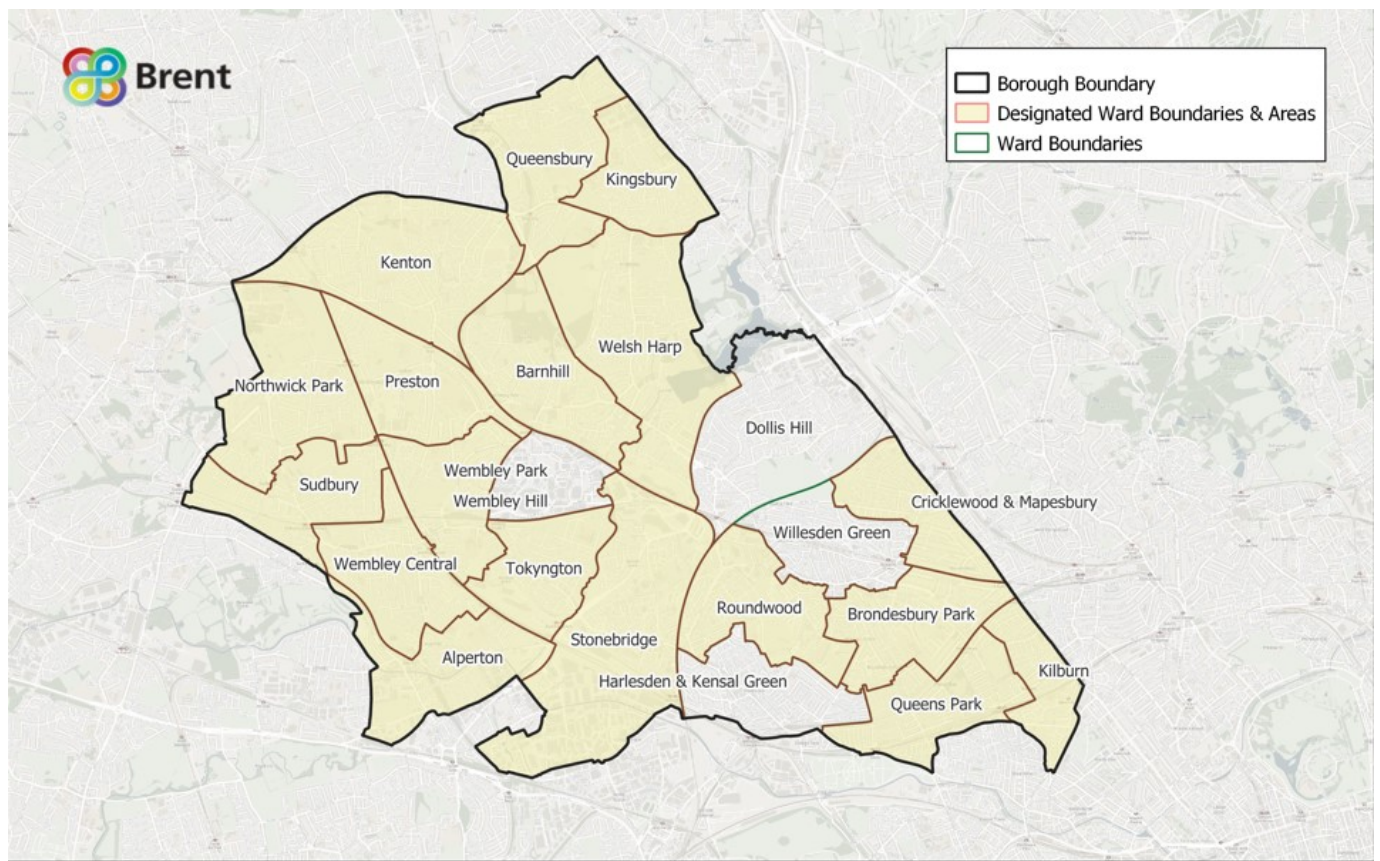 Brent
Borough Boundary
Designated Ward Boundaries & Areas
Ward Boundaries
Queensbury
Kingsbury
Kenton
Welsh Harp
Barnhill
Preston
Northwick Park
Dollis Hill
Wembley Park
Sudbury
Wembley Hill
Cricklewood & Mapesbury
Willesden Green
Wembley Central
Tokyngton
Roundwood
Brondesbury Park
Stonebridge
Alperton
Kilburn
Harlesden & Kensal Green
Queens Park